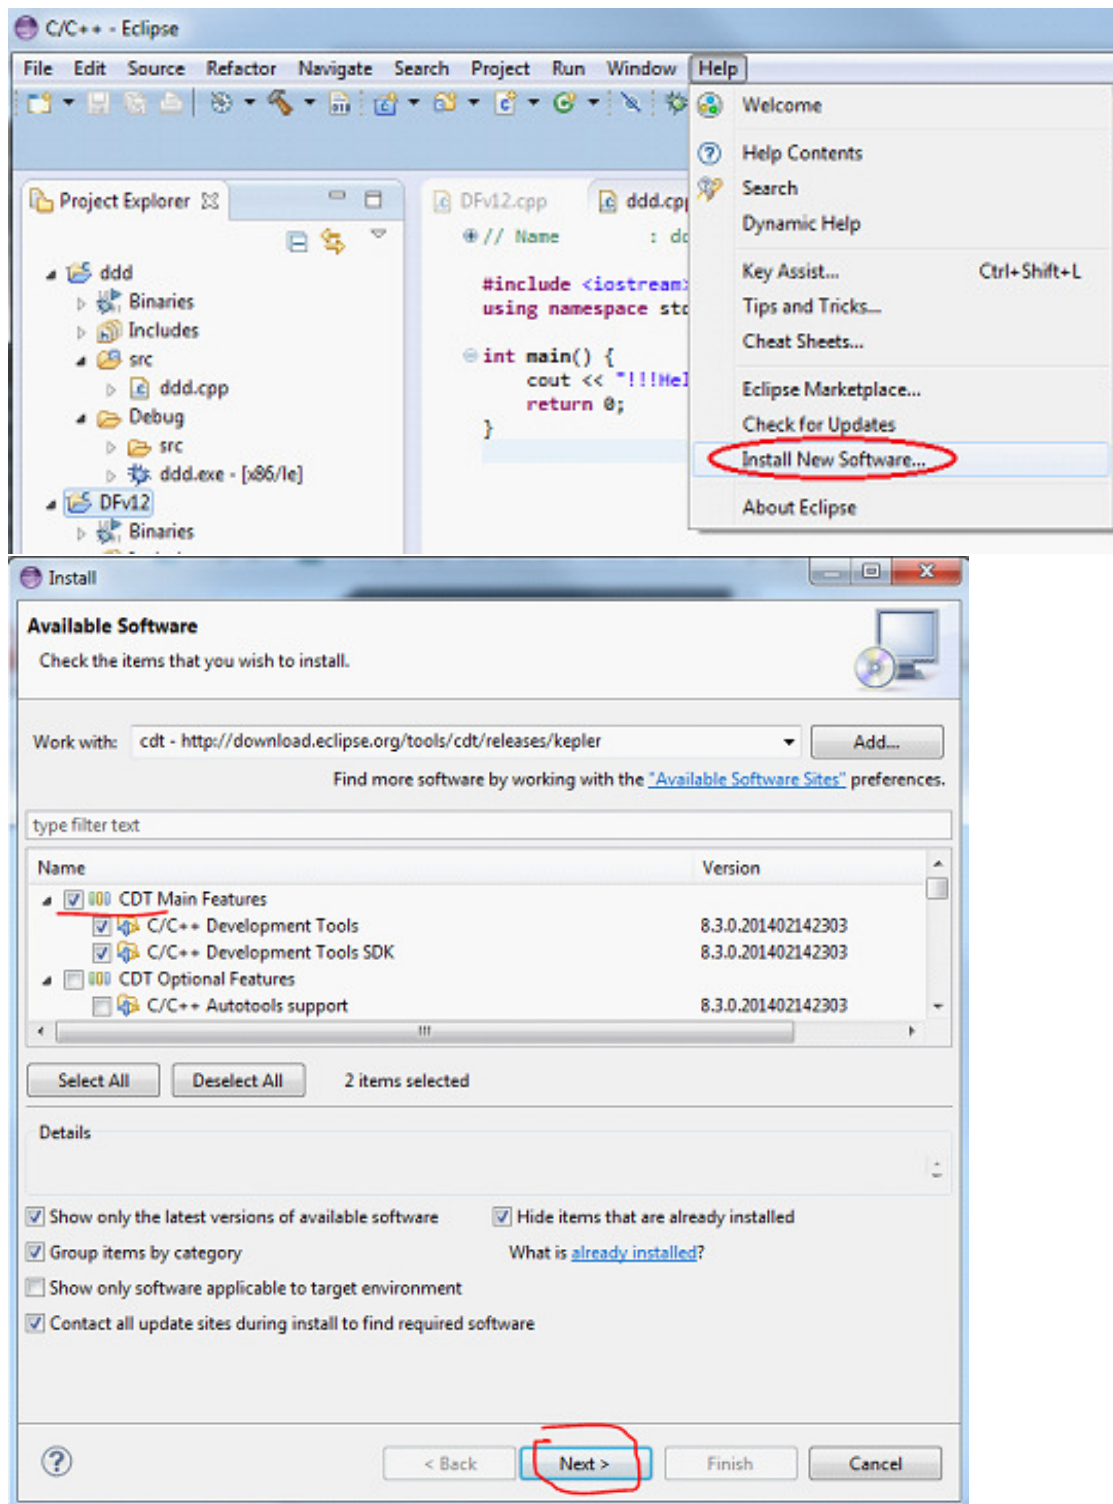 C/C++ - Eclipse
File Edit Source Refactor Navigate Search Project Run Window Help
Welcome
Help Contents
Search
Dynamic Help
Key Assist... Ctrl+Shift+L
Tips and Tricks...
Cheat Sheets...
Eclipse Marketplace...
Check for Updates
Install New Software...
About Eclipse
Project Explorer
ddd
Binaries
Includes
src
ddd.cpp
Debug
src
ddd.exe - [x86/le]
DFv12
Binaries
DFv12.cpp ddd.cpp
// Name :
#include <iostream>
using namespace
int main() {
cout << "!!!
return 0;
}
Install
Available Software
Check the items that you wish to install.
Work with: cdt - http://download.eclipse.org/tools/cdt/releases/kepler Add...
Find more software by working with the "Available Software Sites" preferences.
type filter text
Name Version
CDT Main Features
C/C++ Development Tools 8.3.0.201402142303
C/C++ Development Tools SDK 8.3.0.201402142303
CDT Optional Features
C/C++ Autotools support 8.3.0.201402142303
Select All Deselect All 2 items selected
Details
Show only the latest versions of available software Hide items that are already installed
Group items by category What is already installed?
Show only software applicable to target environment
Contact all update sites during install to find required software
< Back Next > Finish Cancel